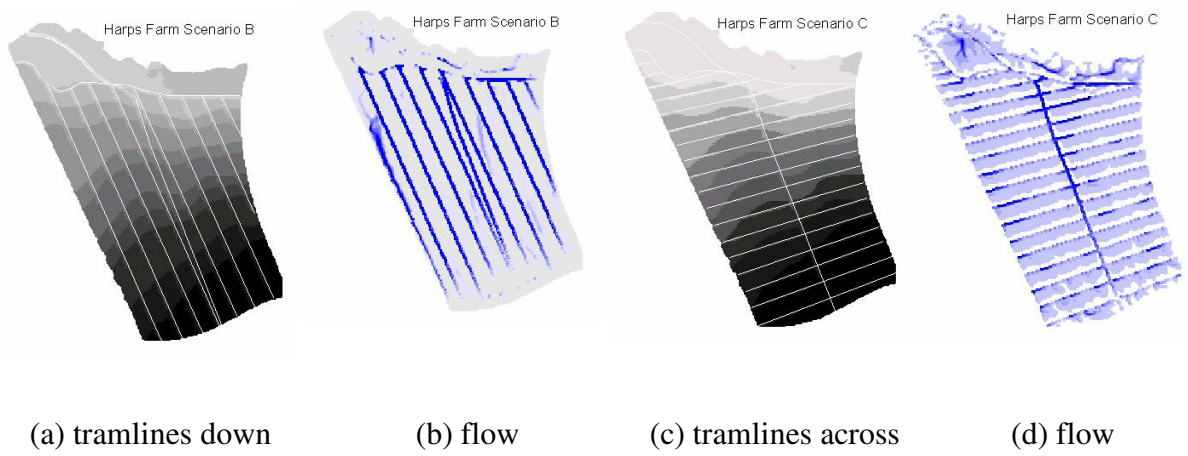 Harps Farm Scenario B
Harps Farm Scenario B
Harps Farm Scenario C
Harps Farm Scenario C
(a) tramlines down
(b) flow
(c) tramlines across
(d) flow